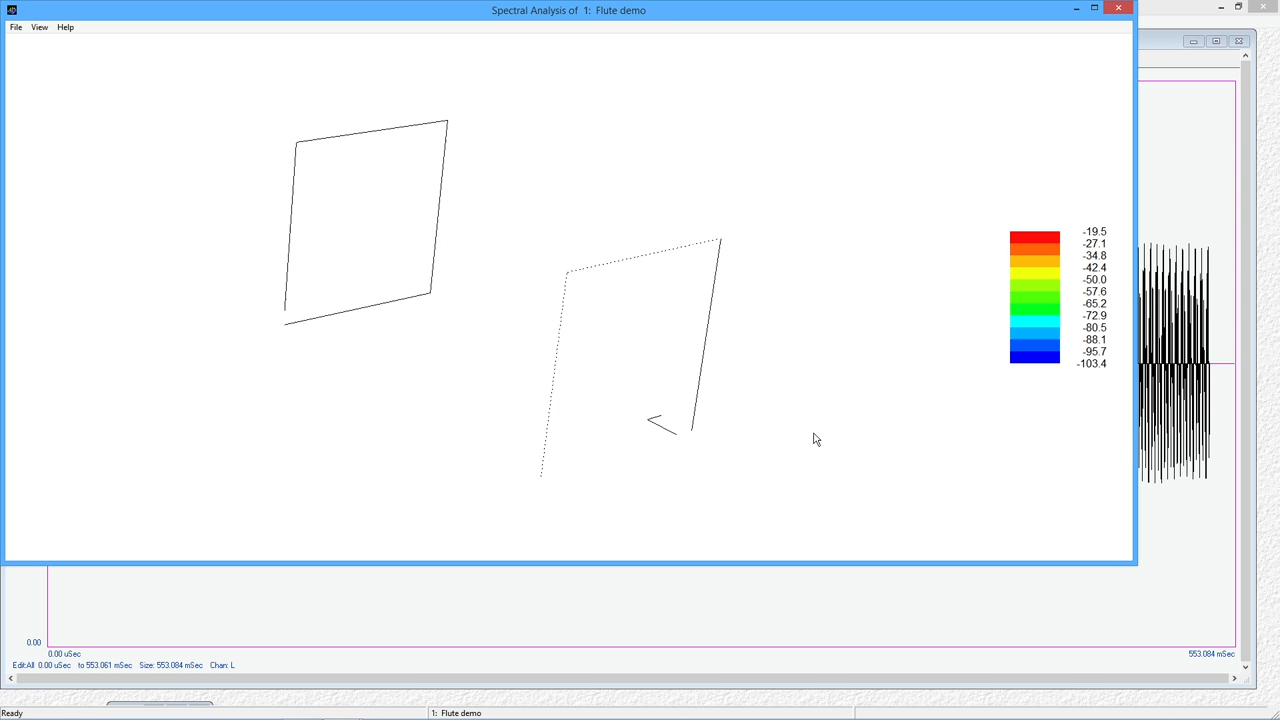 Spectral Analysis of 1: Flute demo
File View Help
-19.5
-27.1
-34.8
-42.4
-50.0
-57.6
-65.2
-72.9
-80.5
-88.1
-95.7
-103.4
0.00
0.00 uSec 553.084 mSec
Edit:All 0.00 uSec to 553.061 mSec Size: 553.084 mSec Chan: L
Ready 1: Flute demo